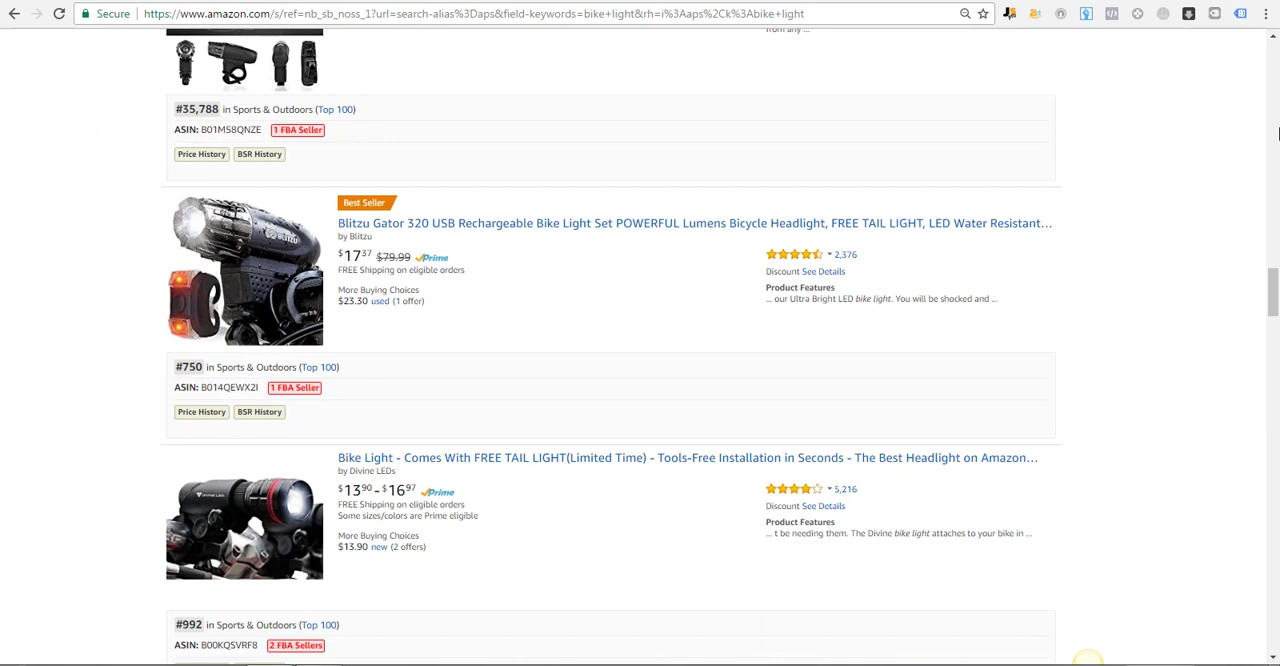 Secure
https://www.amazon.com/s/ref=nb_sb_noss_1?url=search-alias%3Daps&field-keywords=bike+light&rh=i%3Aaps%2Ck%3Abike+light
from any ...
#35,788 in Sports & Outdoors (Top 100)
ASIN: B01M58QNZE 1 FBA Seller
Price History BSR History
Best Seller
Blitzu Gator 320 USB Rechargeable Bike Light Set POWERFUL Lumens Bicycle Headlight, FREE TAIL LIGHT, LED Water Resistant...
by Blitzu
$17 37 $79.99 Prime
FREE Shipping on eligible orders
More Buying Choices
$23.30 used (1 offer)
2,376
Discount See Details
Product Features
... our Ultra Bright LED bike light. You will be shocked and ...
#750 in Sports & Outdoors (Top 100)
ASIN: B014QEWX2I 1 FBA Seller
Price History BSR History
Bike Light - Comes With FREE TAIL LIGHT(Limited Time) - Tools-Free Installation in Seconds - The Best Headlight on Amazon...
by Divine LEDs
$13 90 - $16 97 Prime
FREE Shipping on eligible orders
Some sizes/colors are Prime eligible
More Buying Choices
$13.90 new (2 offers)
5,216
Discount See Details
Product Features
... t be needing them. The Divine bike light attaches to your bike in ...
#992 in Sports & Outdoors (Top 100)
ASIN: B00KQSVRF8 2 FBA Sellers